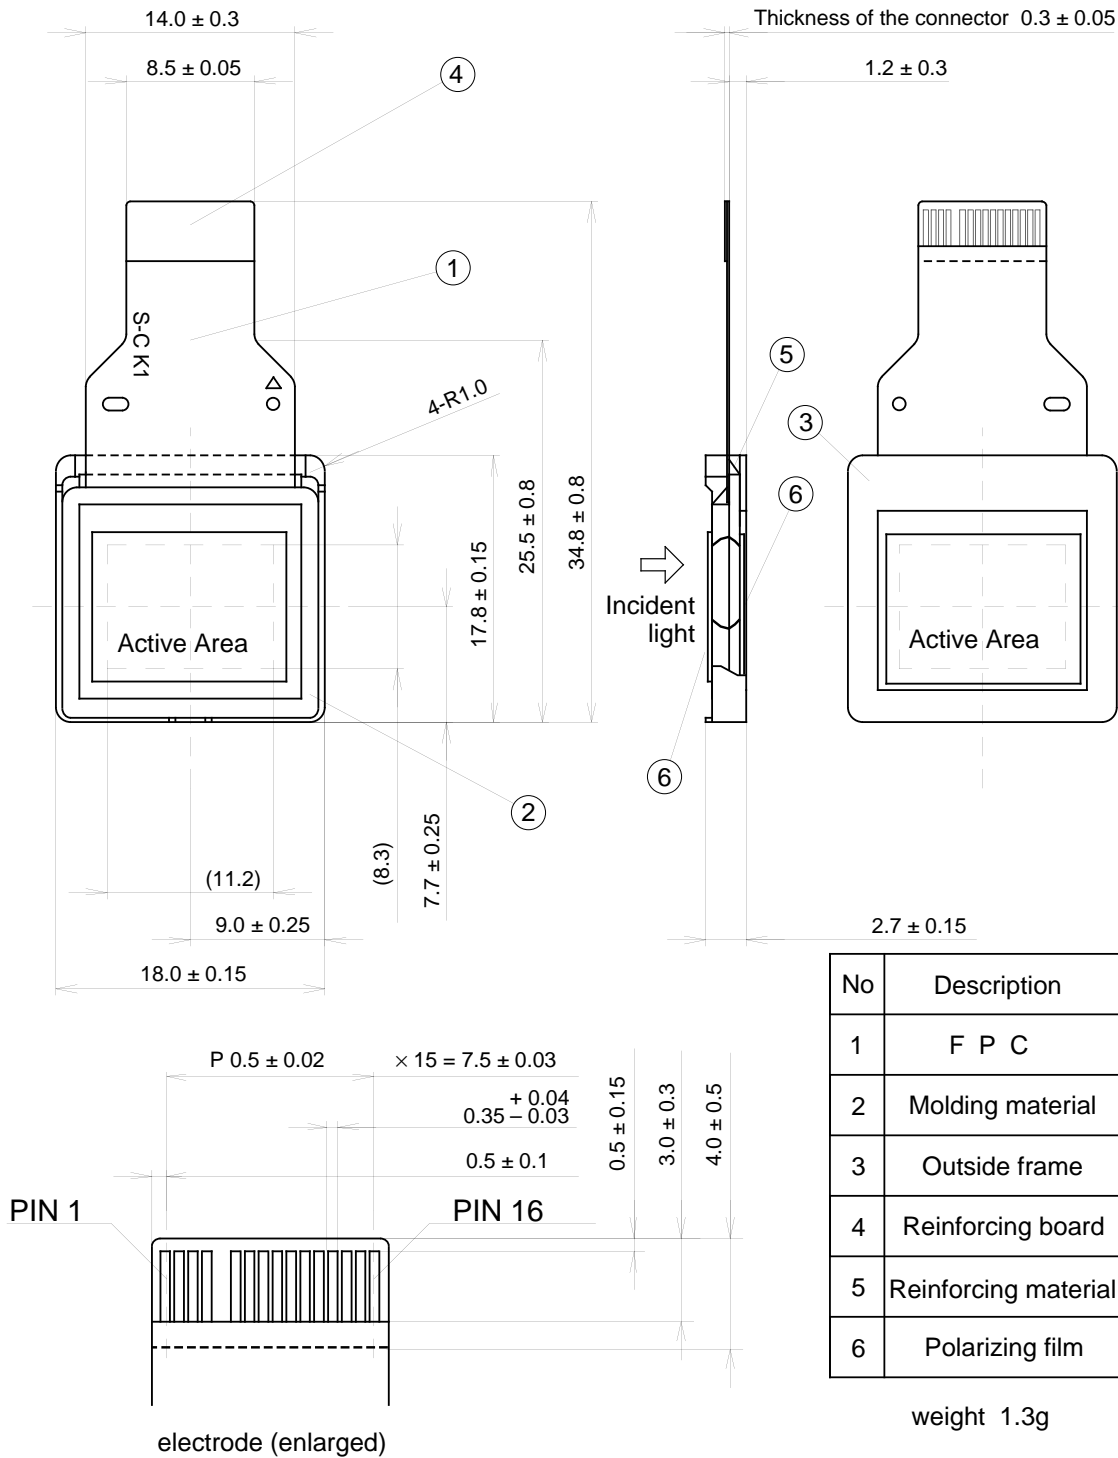 14.0 ± 0.3
Thickness of the connector 0.3 ± 0.05
8.5 ± 0.05
4
1.2 ± 0.3
1
S-C K1
5
4-R1.0
3
6
17.8 ± 0.15
25.5 ± 0.8
34.8 ± 0.8
Incident
light
Active Area
Active Area
6
2
(11.2)
(8.3)
7.7 ± 0.25
9.0 ± 0.25
2.7 ± 0.15
18.0 ± 0.15
No Description
1 F P C
2 Molding material
3 Outside frame
4 Reinforcing board
5 Reinforcing material
6 Polarizing film
weight 1.3g
P 0.5 ± 0.02 × 15 = 7.5 ± 0.03
+ 0.04
0.35 – 0.03
0.5 ± 0.1
0.5 ± 0.15
3.0 ± 0.3
4.0 ± 0.5
PIN 1
PIN 16
electrode (enlarged)